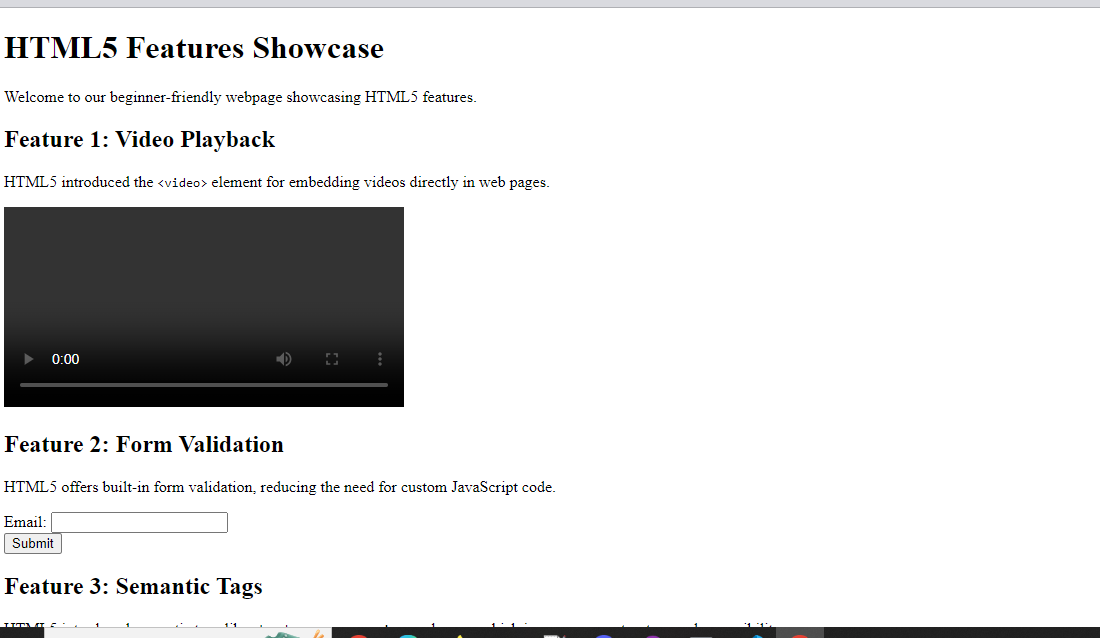 HTML5 Features Showcase
Welcome to our beginner-friendly webpage showcasing HTML5 features.
Feature 1: Video Playback
HTML5 introduced the <video> element for embedding videos directly in web pages.
0:00
Feature 2: Form Validation
HTML5 offers built-in form validation, reducing the need for custom JavaScript code.
Email:
Submit
Feature 3: Semantic Tags